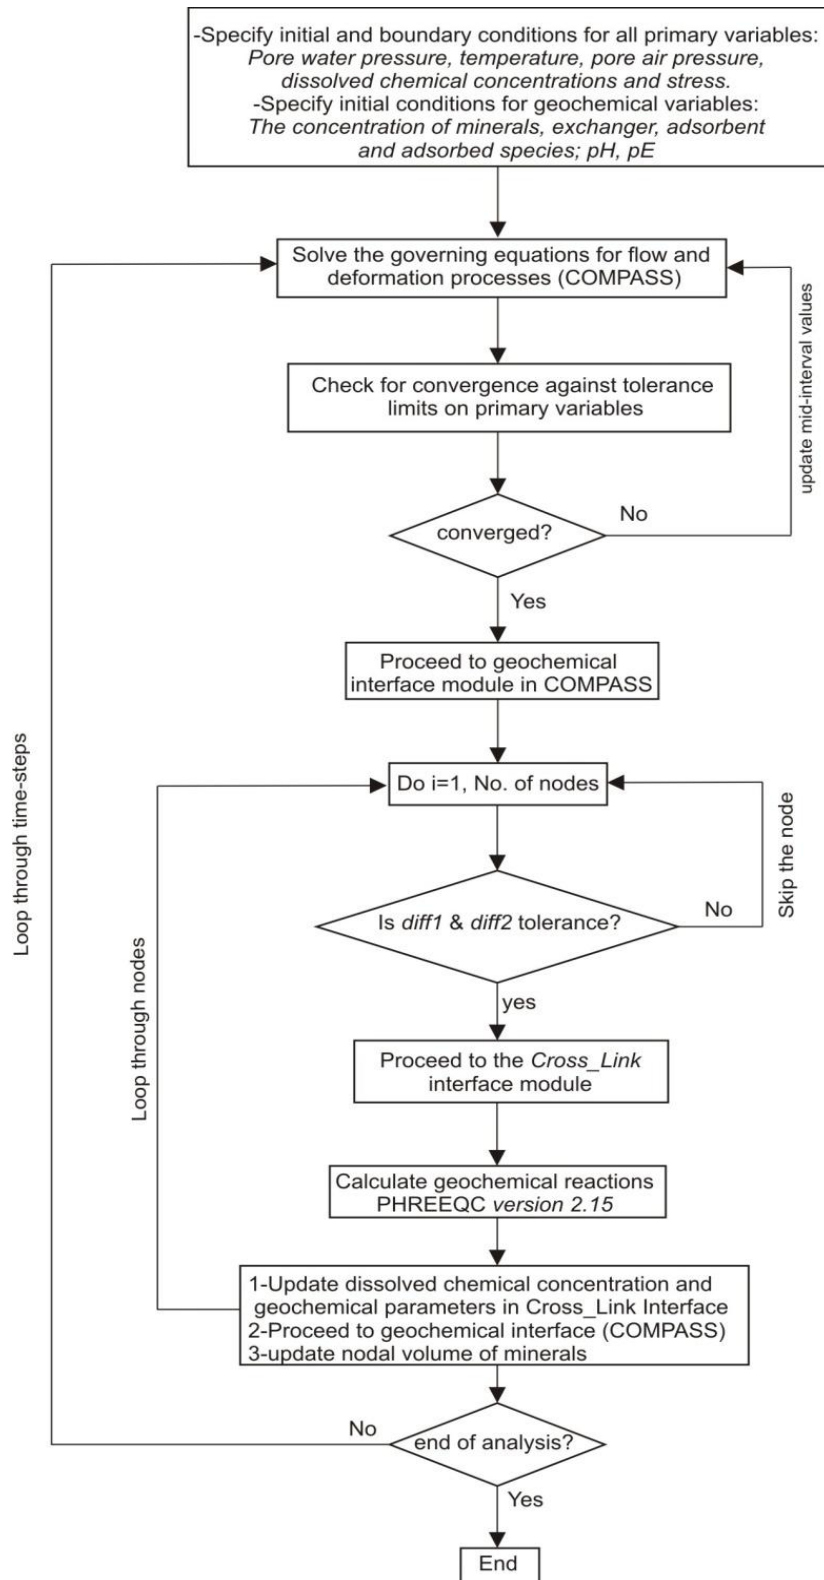 -Specify initial and boundary conditions for all primary variables:
Pore water pressure, temperature, pore air pressure,
dissolved chemical concentrations and stress.
-Specify initial conditions for geochemical variables:
The concentration of minerals, exchanger, adsorbent
and adsorbed species; pH, pE
Solve the governing equations for flow and
deformation processes (COMPASS)
update mid-interval values
Check for convergence against tolerance
limits on primary variables
converged?
No
Yes
Proceed to geochemical
interface module in COMPASS
Loop through time-steps
Do i=1, No. of nodes
Skip the node
Is diff1 & diff2 tolerance?
No
yes
Loop through nodes
Proceed to the Cross_Link
interface module
Calculate geochemical reactions
PHREEQC version 2.15
1-Update dissolved chemical concentration and
geochemical parameters in Cross_Link Interface
2-Proceed to geochemical interface (COMPASS)
3-update nodal volume of minerals
No
end of analysis?
Yes
End